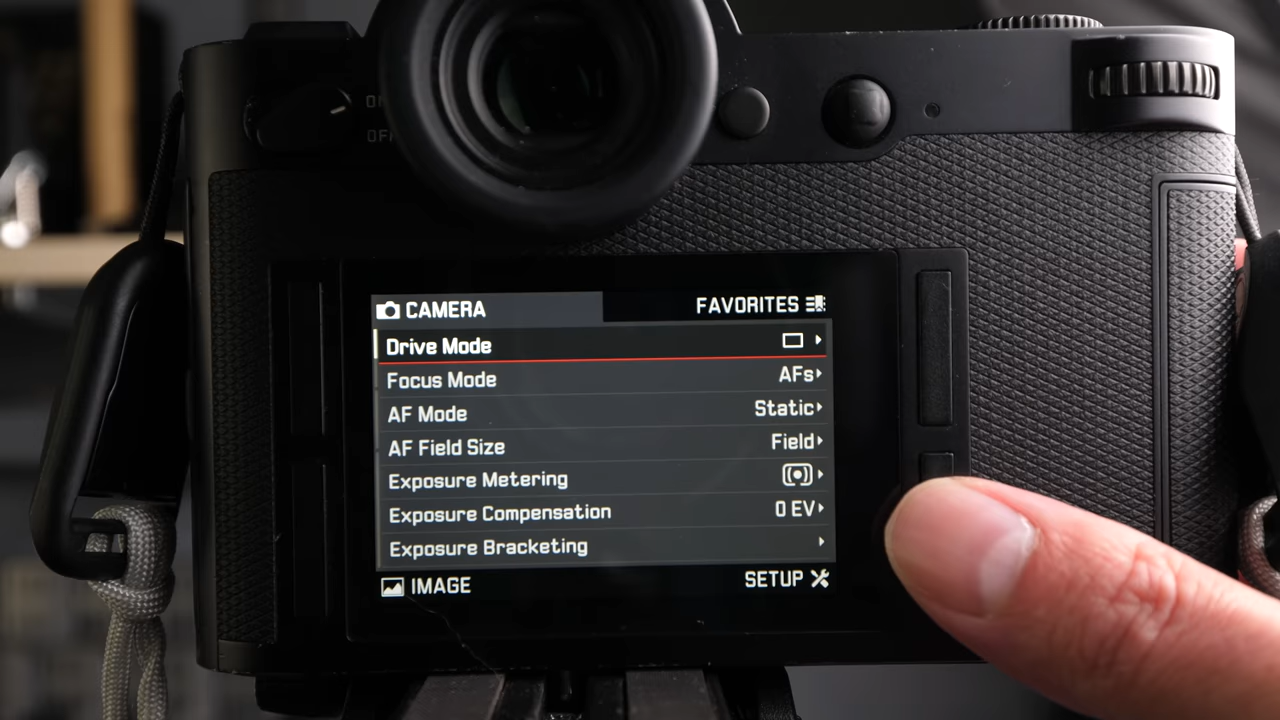 OFF
CAMERA
FAVORITES
Drive Mode
Focus Mode AFs
AF Mode Static
AF Field Size Field
Exposure Metering
Exposure Compensation 0 EV
Exposure Bracketing
IMAGE
SETUP